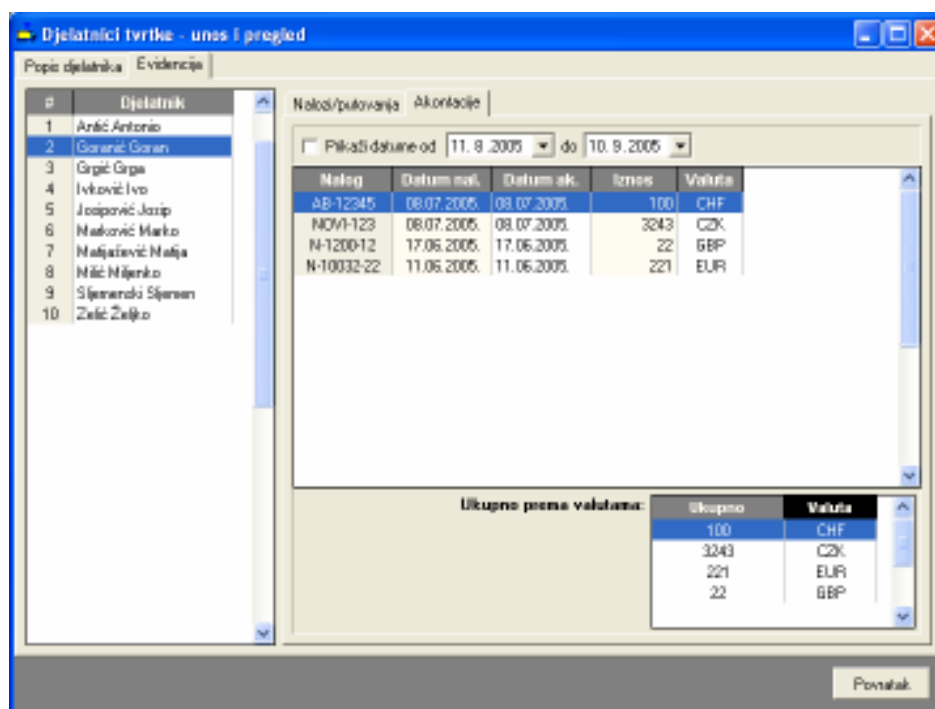 Djelatnici tvrtke - unos i pregled
Popis djelatnika Evidencija
# Djelatnik
1 Antić Antonio
2 Goranić Goran
3 Grgić Grga
4 Ivković Ivo
5 Josipović Josip
6 Marković Marko
7 Matijašević Matija
8 Milić Miljenko
9 Sljemenski Sljemen
10 Zelić Željko
Nalozi/putovanja Akontacije
Prikaži datume od 11. 8 .2005 do 10. 9 .2005
Nalog Datum nal. Datum ak. Iznos Valuta
AB-12345 08.07.2005. 08.07.2005. 100 CHF
NOVI-123 08.07.2005. 08.07.2005. 3243 CZK
N-1200-12 17.06.2005. 17.06.2005. 22 GBP
N-10032-22 11.06.2005. 11.06.2005. 221 EUR
Ukupno prema valutama:
Ukupno Valuta
100 CHF
3243 CZK
221 EUR
22 GBP
Povratak